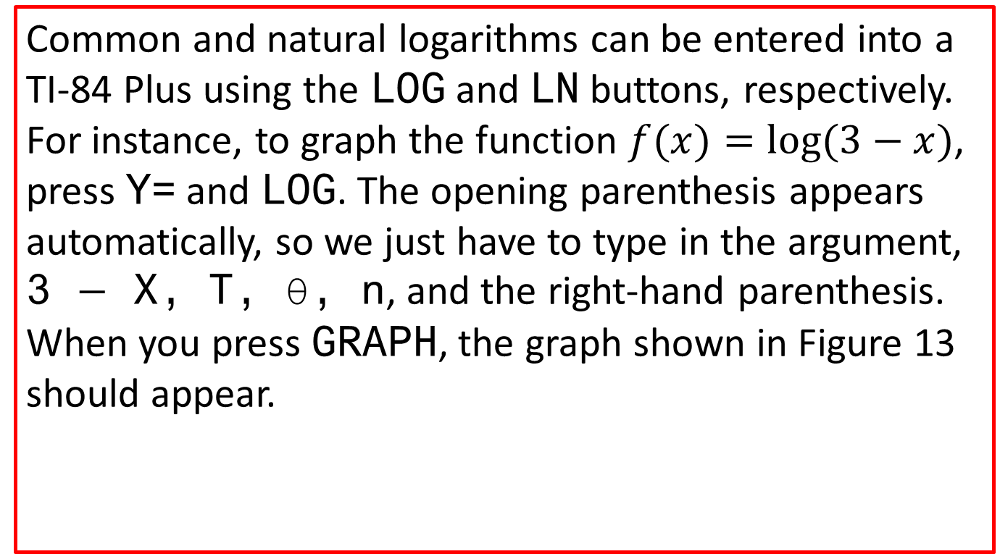 Common and natural logarithms can be entered into a
TI-84 Plus using the LOG and LN buttons, respectively.
For instance, to graph the function f(x) = log(3 − x),
press Y= and LOG. The opening parenthesis appears
automatically, so we just have to type in the argument,
3 − X, T, θ, n, and the right-hand parenthesis.
When you press GRAPH, the graph shown in Figure 13
should appear.